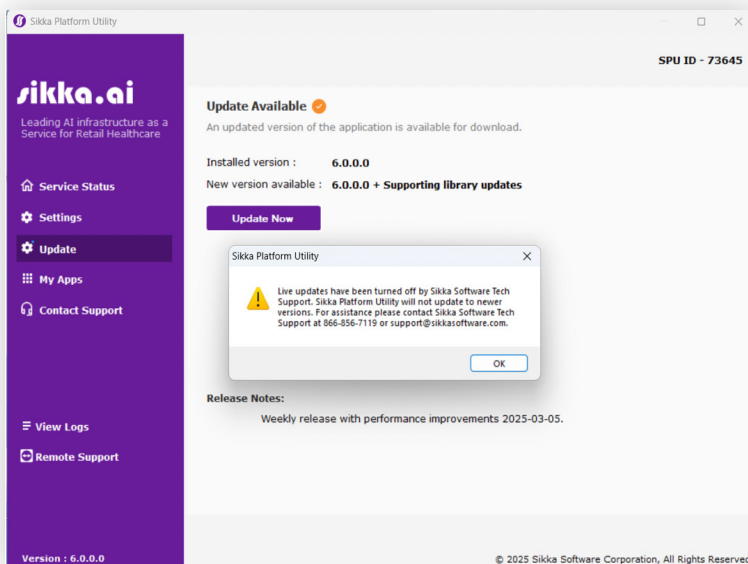 Sikka Platform Utility
SPU ID - 73645
sikka.ai
Leading AI infrastructure as a
Service for Retail Healthcare
Service Status
Settings
Update
My Apps
Contact Support
View Logs
Remote Support
Version : 6.0.0.0
Update Available
An updated version of the application is available for download.
Installed version : 6.0.0.0
New version available : 6.0.0.0 + Supporting library updates
Update Now
Sikka Platform Utility
Live updates have been turned off by Sikka Software Tech
Support. Sikka Platform Utility will not update to newer
versions. For assistance please contact Sikka Software Tech
Support at 866-856-7119 or support@sikkasoftware.com.
OK
Release Notes:
Weekly release with performance improvements 2025-03-05.
© 2025 Sikka Software Corporation, All Rights Reserved